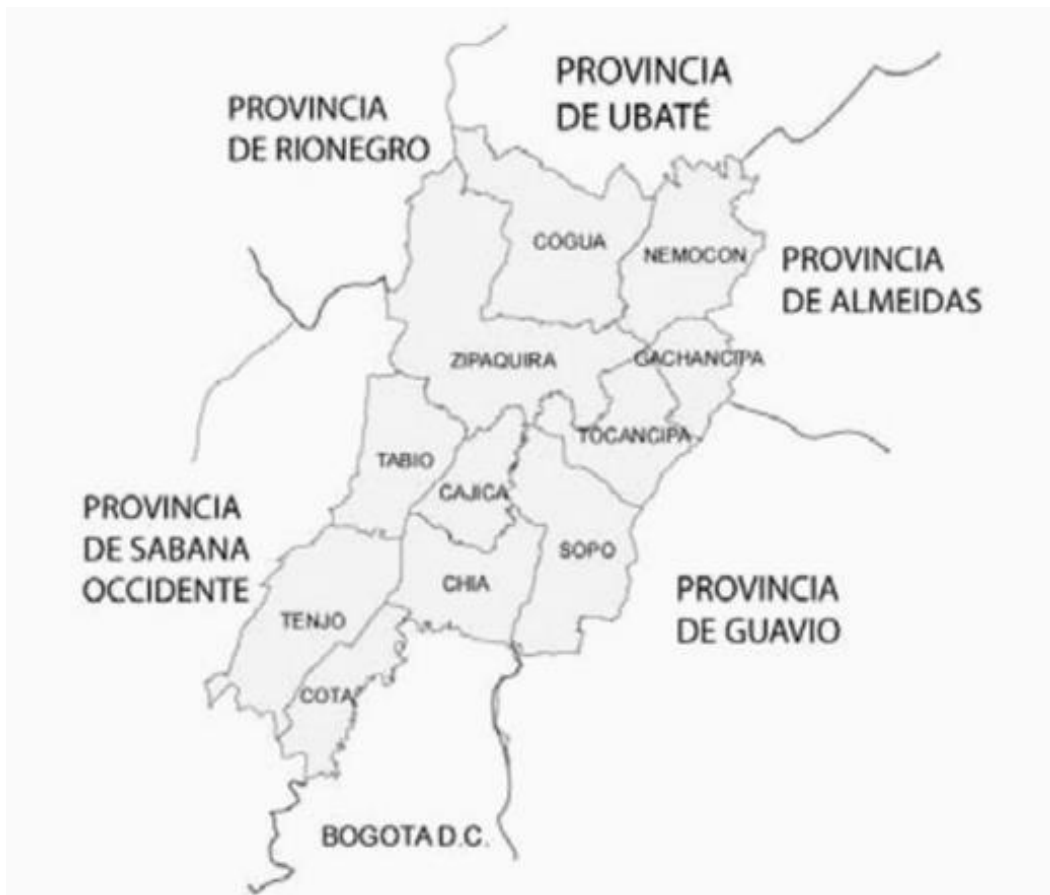 PROVINCIA
DE UBATÉ
PROVINCIA
DE RIONEGRO
COGUA
NEMOCON
PROVINCIA
DE ALMEIDAS
ZIPAQUIRA
GACHANCIPA
TOCANCIPA
TABIO
CAJICA
PROVINCIA
DE SABANA
OCCIDENTE
SOPO
CHIA
TENJO
PROVINCIA
DE GUAVIO
COTA
BOGOTA D.C.